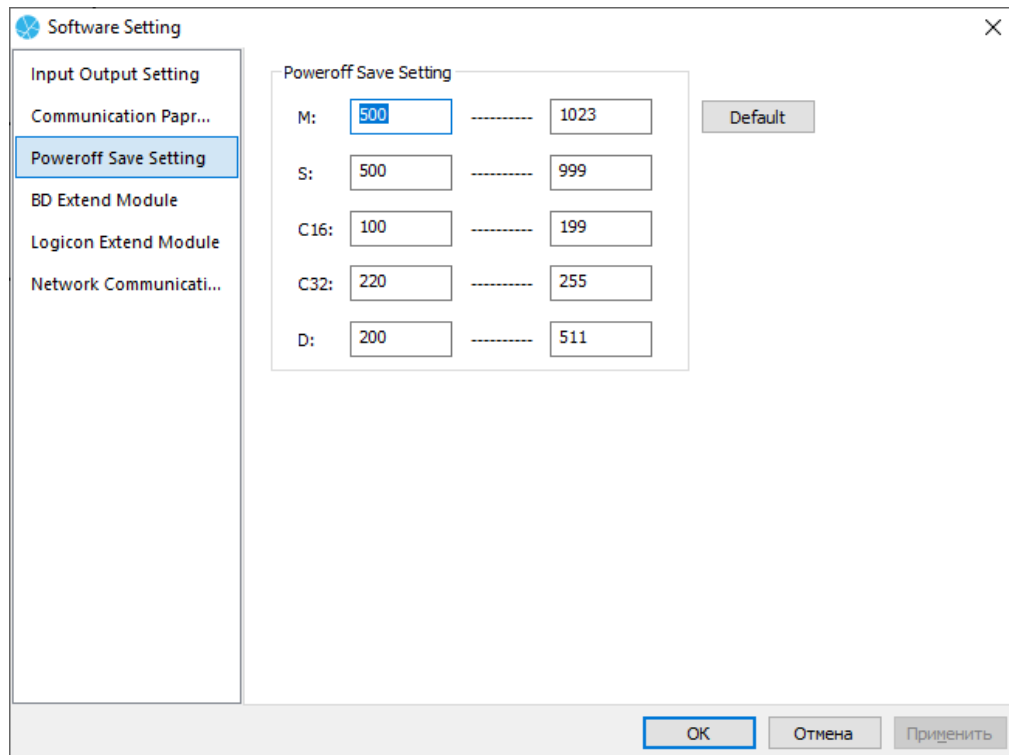 Software Setting
Input Output Setting
Communication Papr...
Poweroff Save Setting
BD Extend Module
Logicon Extend Module
Network Communicati...
Poweroff Save Setting
M: 500 ---------- 1023
Default
S: 500 ---------- 999
C16: 100 ---------- 199
C32: 220 ---------- 255
D: 200 ---------- 511
OK Отмена Применить